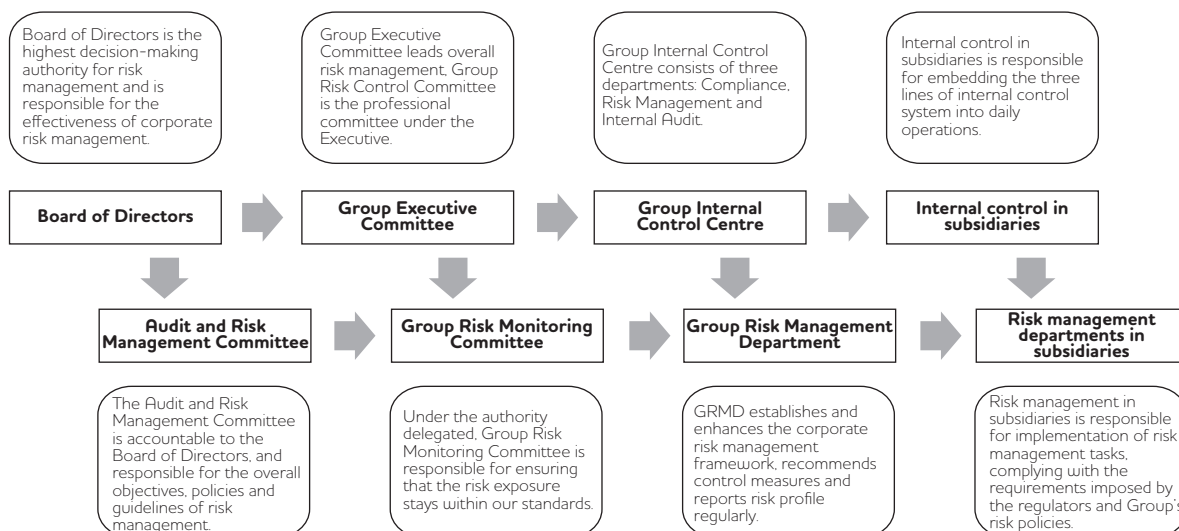 Board of Directors is the
highest decision-making
authority for risk
management and is
responsible for the
effectiveness of corporate
risk management.
Group Executive
Committee leads overall
risk management, Group
Risk Control Committee
is the professional
committee under the
Executive.
Group Internal Control
Centre consists of three
departments: Compliance,
Risk Management and
Internal Audit.
Internal control in
subsidiaries is responsible
for embedding the three
lines of internal control
system into daily
operations.
Board of Directors
Group Executive
Committee
Group Internal
Control Centre
Internal control in
subsidiaries
Audit and Risk
Management Committee
Group Risk Monitoring
Committee
Group Risk Management
Department
Risk management
departments in
subsidiaries
The Audit and Risk
Management Committee
is accountable to the
Board of Directors, and
responsible for the overall
objectives, policies and
guidelines of risk
management.
Under the authority
delegated, Group Risk
Monitoring Committee is
responsible for ensuring
that the risk exposure
stays within our standards.
GRMD establishes and
enhances the corporate
risk management
framework, recommends
control measures and
reports risk profile
regularly.
Risk management in
subsidiaries is responsible
for implementation of risk
management tasks,
complying with the
requirements imposed by
the regulators and Group's
risk policies.